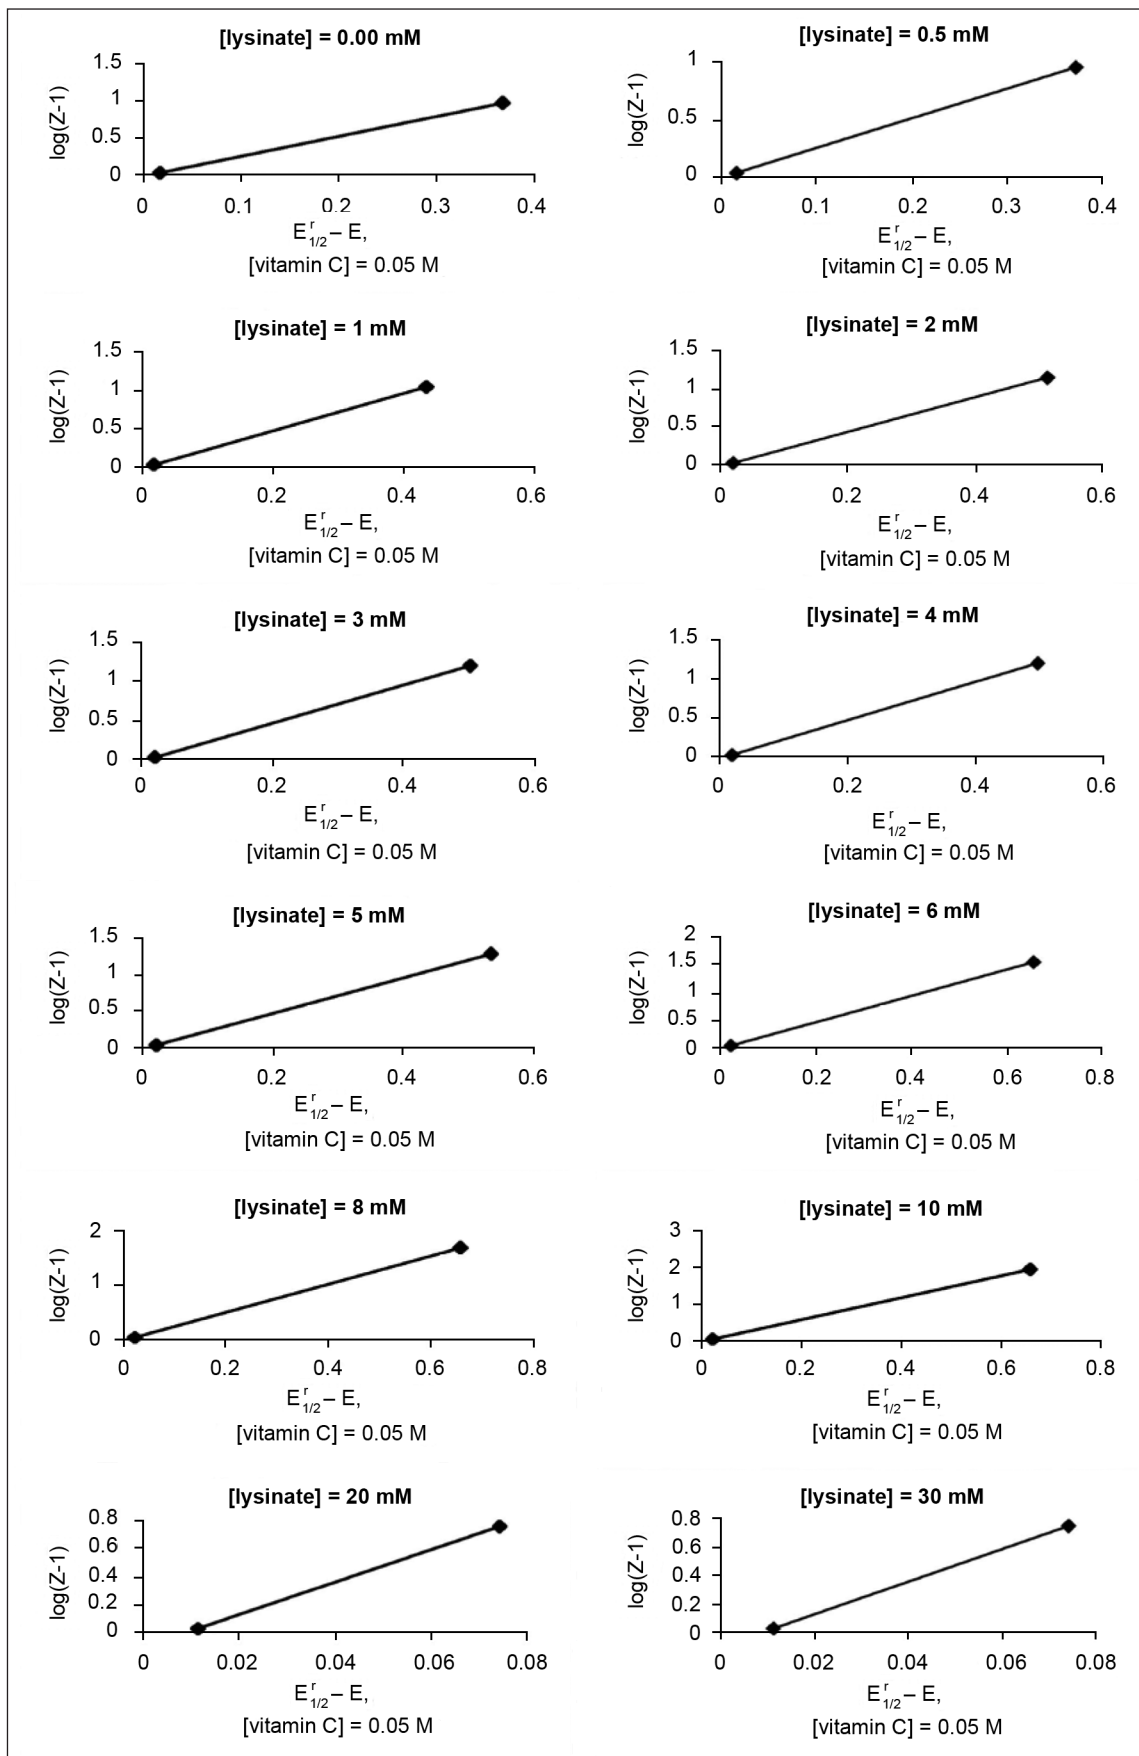 [lysinate] = 0.00 mM
log(Z-1)
1.5
1
0.5
0
0 0.1 0.2 0.3 0.4
E r 1/2 – E,
[vitamin C] = 0.05 M
[lysinate] = 0.5 mM
log(Z-1)
1
0.5
0
0 0.1 0.2 0.3 0.4
E r 1/2 – E,
[vitamin C] = 0.05 M
[lysinate] = 1 mM
log(Z-1)
1.5
1
0.5
0
0 0.2 0.4 0.6
E r 1/2 – E,
[vitamin C] = 0.05 M
[lysinate] = 2 mM
log(Z-1)
1.5
1
0.5
0
0 0.2 0.4 0.6
E r 1/2 – E,
[vitamin C] = 0.05 M
[lysinate] = 3 mM
log(Z-1)
1.5
1
0.5
0
0 0.2 0.4 0.6
E r 1/2 – E,
[vitamin C] = 0.05 M
[lysinate] = 4 mM
log(Z-1)
1.5
1
0.5
0
0 0.2 0.4 0.6
E r 1/2 – E,
[vitamin C] = 0.05 M
[lysinate] = 5 mM
log(Z-1)
1.5
1
0.5
0
0 0.2 0.4 0.6
E r 1/2 – E,
[vitamin C] = 0.05 M
[lysinate] = 6 mM
log(Z-1)
2
1.5
1
0.5
0
0 0.2 0.4 0.6 0.8
E r 1/2 – E,
[vitamin C] = 0.05 M
[lysinate] = 8 mM
log(Z-1)
2
1
0
0 0.2 0.4 0.6 0.8
E r 1/2 – E,
[vitamin C] = 0.05 M
[lysinate] = 10 mM
log(Z-1)
3
2
1
0
0 0.2 0.4 0.6 0.8
E r 1/2 – E,
[vitamin C] = 0.05 M
[lysinate] = 20 mM
log(Z-1)
0.8
0.6
0.4
0.2
0
0 0.02 0.04 0.06 0.08
E r 1/2 – E,
[vitamin C] = 0.05 M
[lysinate] = 30 mM
log(Z-1)
0.8
0.6
0.4
0.2
0
0 0.02 0.04 0.06 0.08
E r 1/2 – E,
[vitamin C] = 0.05 M